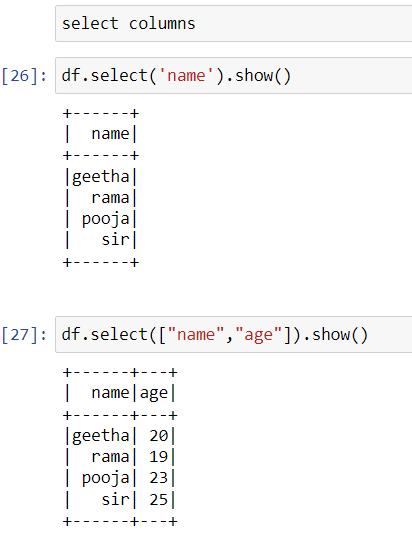 select columns
[26]: df.select('name').show()
+------+
|  name|
+------+
|geetha|
|  rama|
| pooja|
|   sir|
+------+
[27]: df.select(["name","age"]).show()
+------+---+
|  name|age|
+------+---+
|geetha| 20|
|  rama| 19|
| pooja| 23|
|   sir| 25|
+------+---+